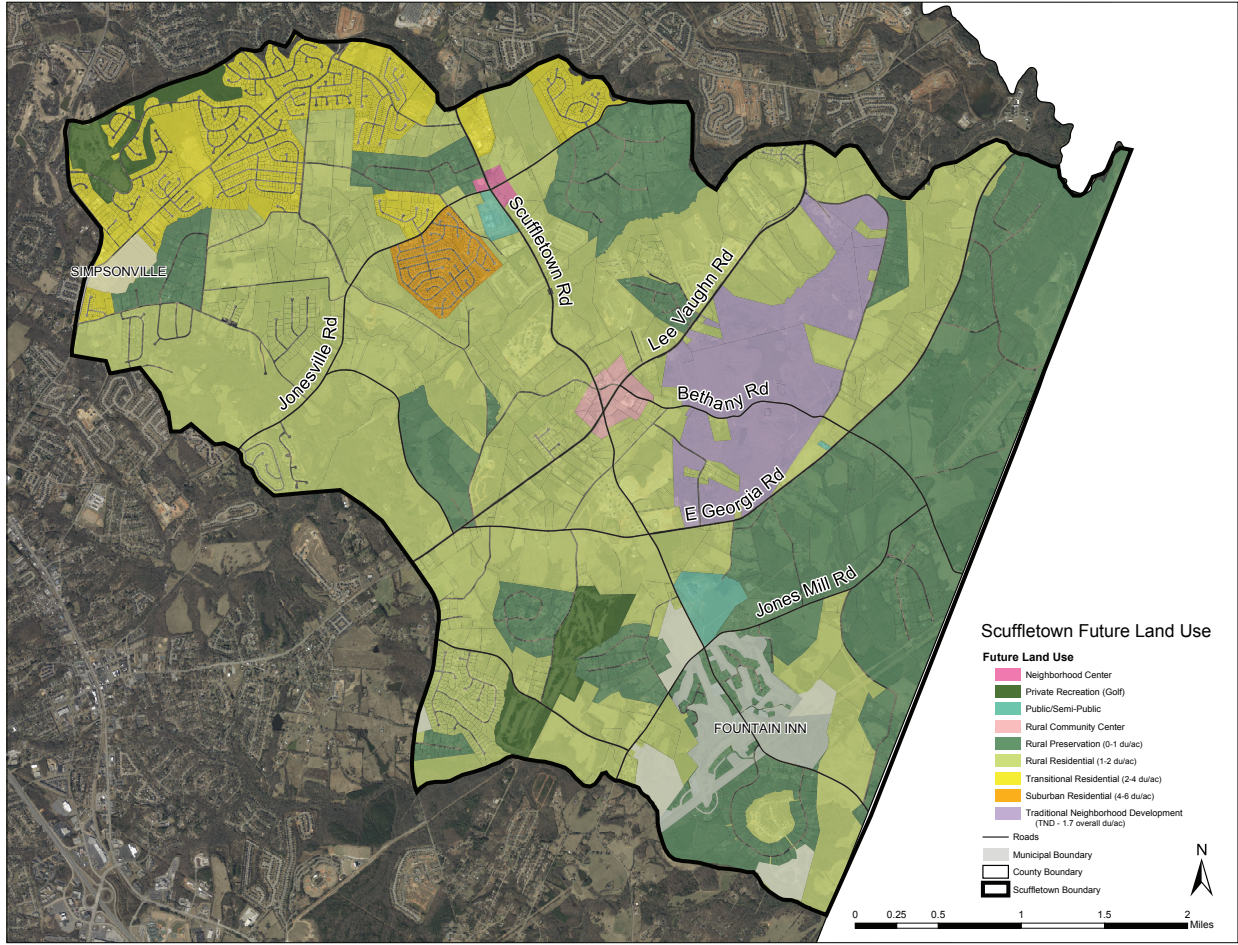 SIMPSONVILLE
Scuffletown Rd
Lee Vaughn Rd
Jonesville Rd
Bethany Rd
E Georgia Rd
Jones Mill Rd
FOUNTAIN INN
Scuffletown Future Land Use
Future Land Use
Neighborhood Center
Private Recreation (Golf)
Public/Semi-Public
Rural Community Center
Rural Preservation (0-1 du/ac)
Rural Residential (1-2 du/ac)
Transitional Residential (2-4 du/ac)
Suburban Residential (4-6 du/ac)
Traditional Neighborhood Development
(TND - 1.7 overall du/ac)
Roads
Municipal Boundary
County Boundary
Scuffletown Boundary
N
0 0.25 0.5 1 1.5 2
Miles